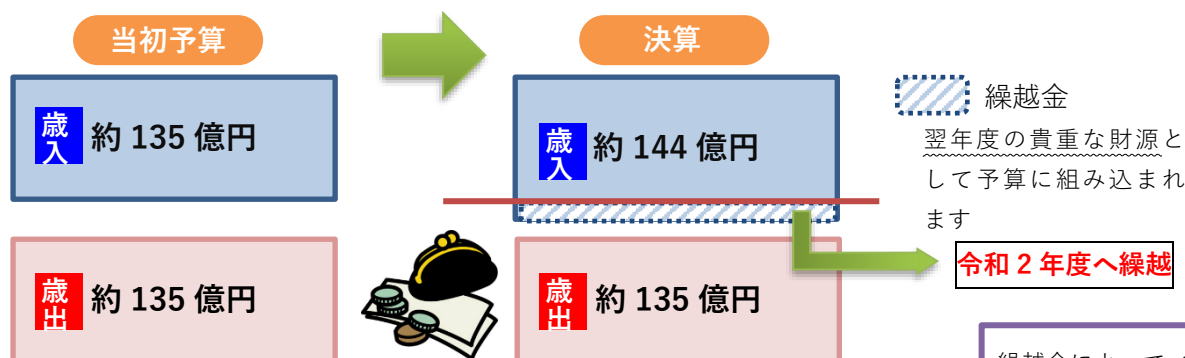 当初予算
決算
歳入 約 135 億円
歳入 約 144 億円
繰越金
翌年度の貴重な財源と
して予算に組み込まれ
ます
令和 2 年度へ繰越
歳出 約 135 億円
歳出 約 135 億円